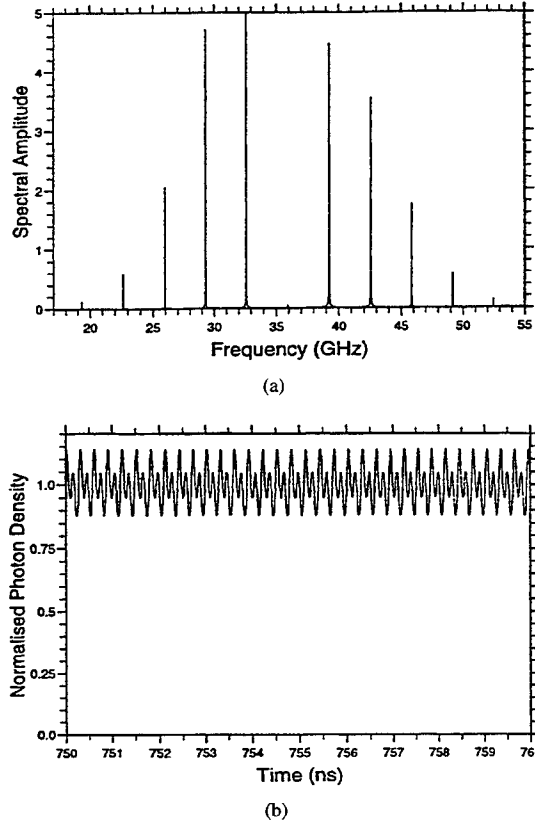 5
4
3
2
1
0
Spectral Amplitude
20 25 30 35 40 45 50 55
Frequency (GHz)
(a)
1.0
0.75
0.5
0.25
0.0
Normalised Photon Density
750 751 752 753 754 755 756 757 758 759 76
Time (ns)
(b)